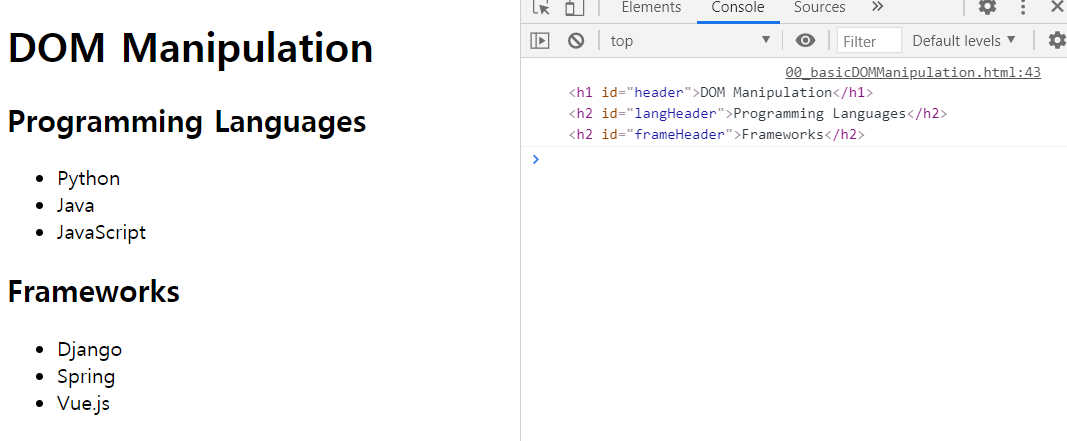 DOM Manipulation
Programming Languages
Python
Java
JavaScript
Frameworks
Django
Spring
Vue.js
Elements Console Sources »
top Filter Default levels
00_basicDOMManipulation.html:43
<h1 id="header">DOM Manipulation</h1>
<h2 id="langHeader">Programming Languages</h2>
<h2 id="frameHeader">Frameworks</h2>